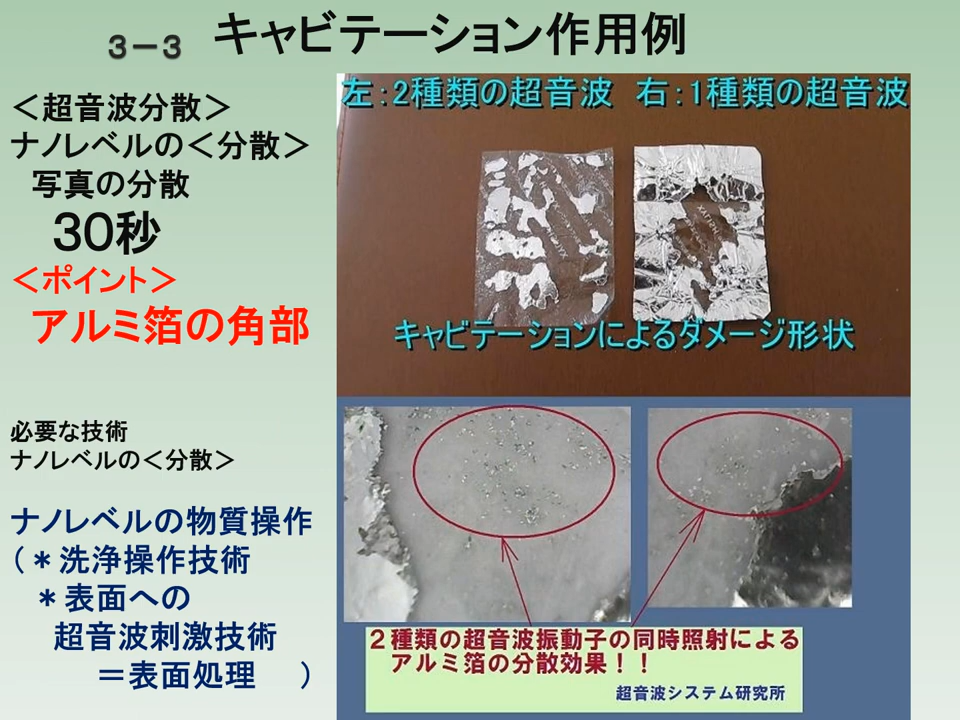 3-3
キャビテーション作用例
＜超音波分散＞
ナノレベルの＜分散＞
写真の分散
30秒
＜ポイント＞
アルミ箔の角部
必要な技術
ナノレベルの＜分散＞
ナノレベルの物質操作
（＊洗浄操作技術
＊表面への
超音波刺激技術
＝表面処理　）
左：2種類の超音波　右：1種類の超音波
キャビテーションによるダメージ形状
２種類の超音波振動子の同時照射による
アルミ箔の分散効果！！
超音波システム研究所